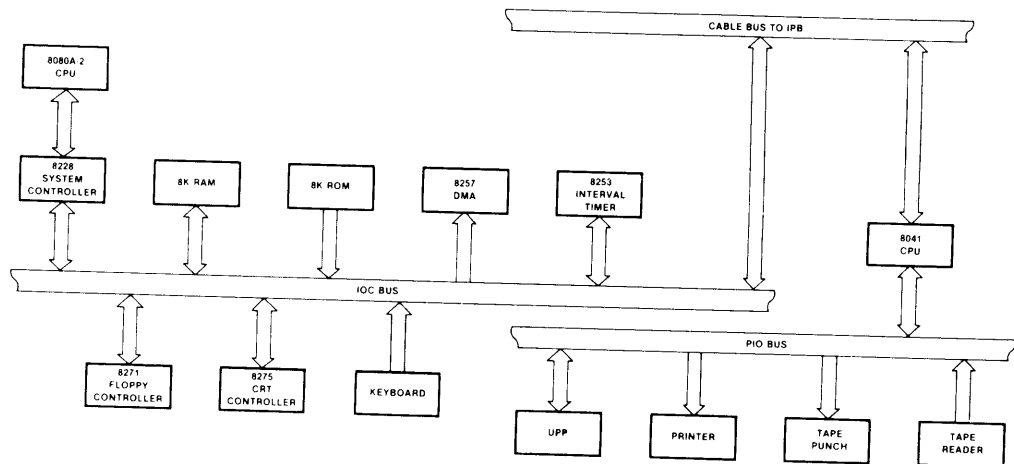 CABLE BUS TO IPB
8080A-2
CPU
8228
SYSTEM
CONTROLLER
8K RAM
8K ROM
8257
DMA
8253
INTERVAL
TIMER
8041
CPU
IOC BUS
PIO BUS
8271
FLOPPY
CONTROLLER
8275
CRT
CONTROLLER
KEYBOARD
UPP
PRINTER
TAPE
PUNCH
TAPE
READER